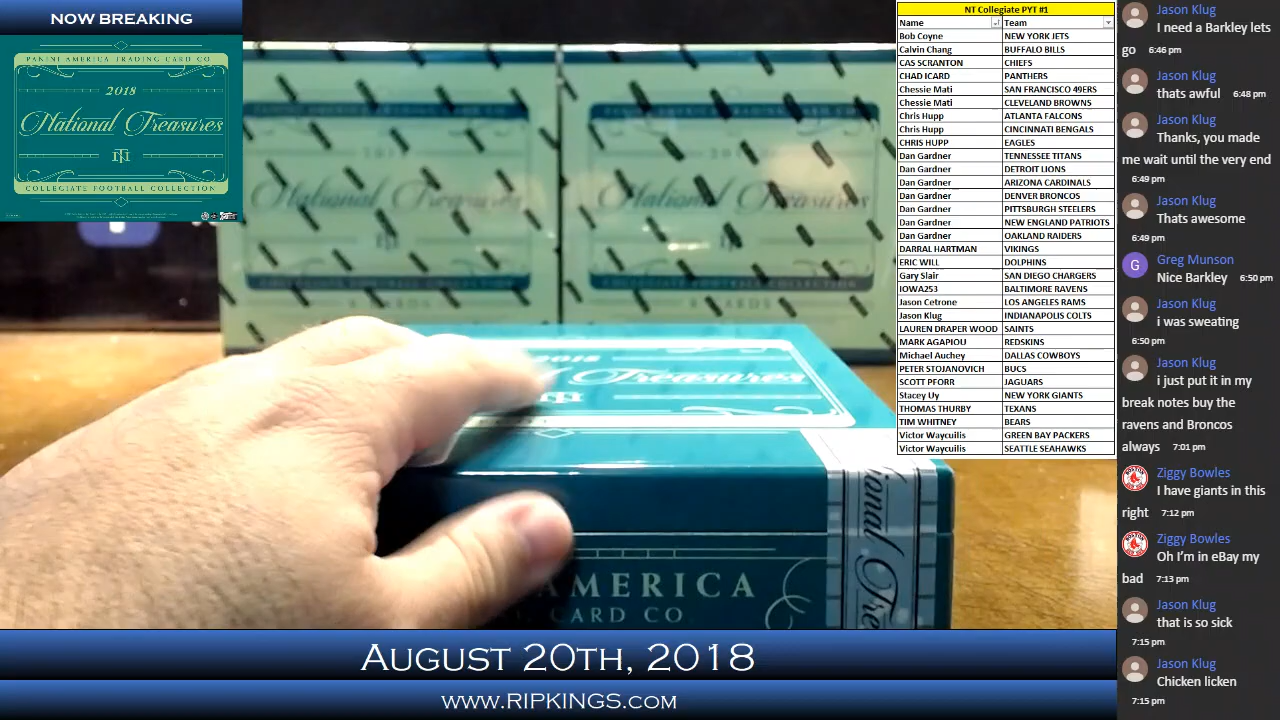 NOW BREAKING
PANINI AMERICA TRADING CARD CO
2018
National Treasures
NT
COLLEGIATE FOOTBALL COLLECTION
National Treasures
National Treasures
2018
Treasures
AMERICA
CARD CO
NT Collegiate PYT #1
Name Team
Bob Coyne NEW YORK JETS
Calvin Chang BUFFALO BILLS
CAS SCRANTON CHIEFS
CHAD ICARD PANTHERS
Chessie Mati SAN FRANCISCO 49ERS
Chessie Mati CLEVELAND BROWNS
Chris Hupp ATLANTA FALCONS
Chris Hupp CINCINNATI BENGALS
CHRIS HUPP EAGLES
Dan Gardner TENNESSEE TITANS
Dan Gardner DETROIT LIONS
Dan Gardner ARIZONA CARDINALS
Dan Gardner DENVER BRONCOS
Dan Gardner PITTSBURGH STEELERS
Dan Gardner NEW ENGLAND PATRIOTS
Dan Gardner OAKLAND RAIDERS
DARRAL HARTMAN VIKINGS
ERIC WILL DOLPHINS
Gary Slair SAN DIEGO CHARGERS
IOWA253 BALTIMORE RAVENS
Jason Cetrone LOS ANGELES RAMS
Jason Klug INDIANAPOLIS COLTS
LAUREN DRAPER WOOD SAINTS
MARK AGAPIOU REDSKINS
Michael Auchey DALLAS COWBOYS
PETER STOJANOVICH BUCS
SCOTT PFORR JAGUARS
Stacey Uy NEW YORK GIANTS
THOMAS THURBY TEXANS
TIM WHITNEY BEARS
Victor Waycuilis GREEN BAY PACKERS
Victor Waycuilis SEATTLE SEAHAWKS
Jason Klug
I need a Barkley lets
go 6:46 pm
Jason Klug
thats awful 6:48 pm
Jason Klug
Thanks, you made
me wait until the very end
6:49 pm
Jason Klug
Thats awesome
6:49 pm
G Greg Munson
Nice Barkley 6:50 pm
Jason Klug
i was sweating
6:50 pm
Jason Klug
i just put it in my
break notes buy the
ravens and Broncos
always 7:01 pm
Ziggy Bowles
I have giants in this
right 7:12 pm
Ziggy Bowles
Oh I'm in eBay my
bad 7:13 pm
Jason Klug
that is so sick
7:15 pm
Jason Klug
Chicken licken
7:15 pm
AUGUST 20TH, 2018
WWW.RIPKINGS.COM